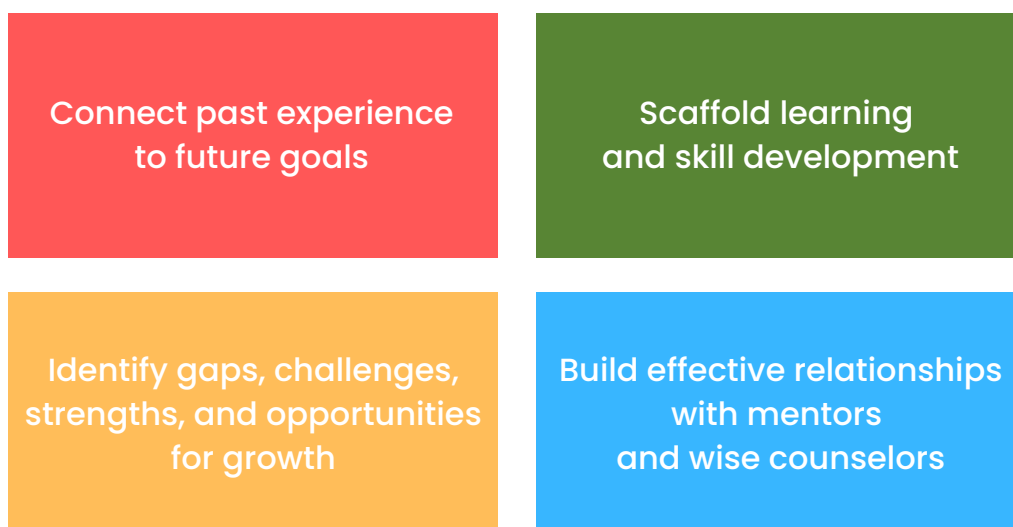 Connect past experience
to future goals
Scaffold learning
and skill development
Identify gaps, challenges,
strengths, and opportunities
for growth
Build effective relationships
with mentors
and wise counselors